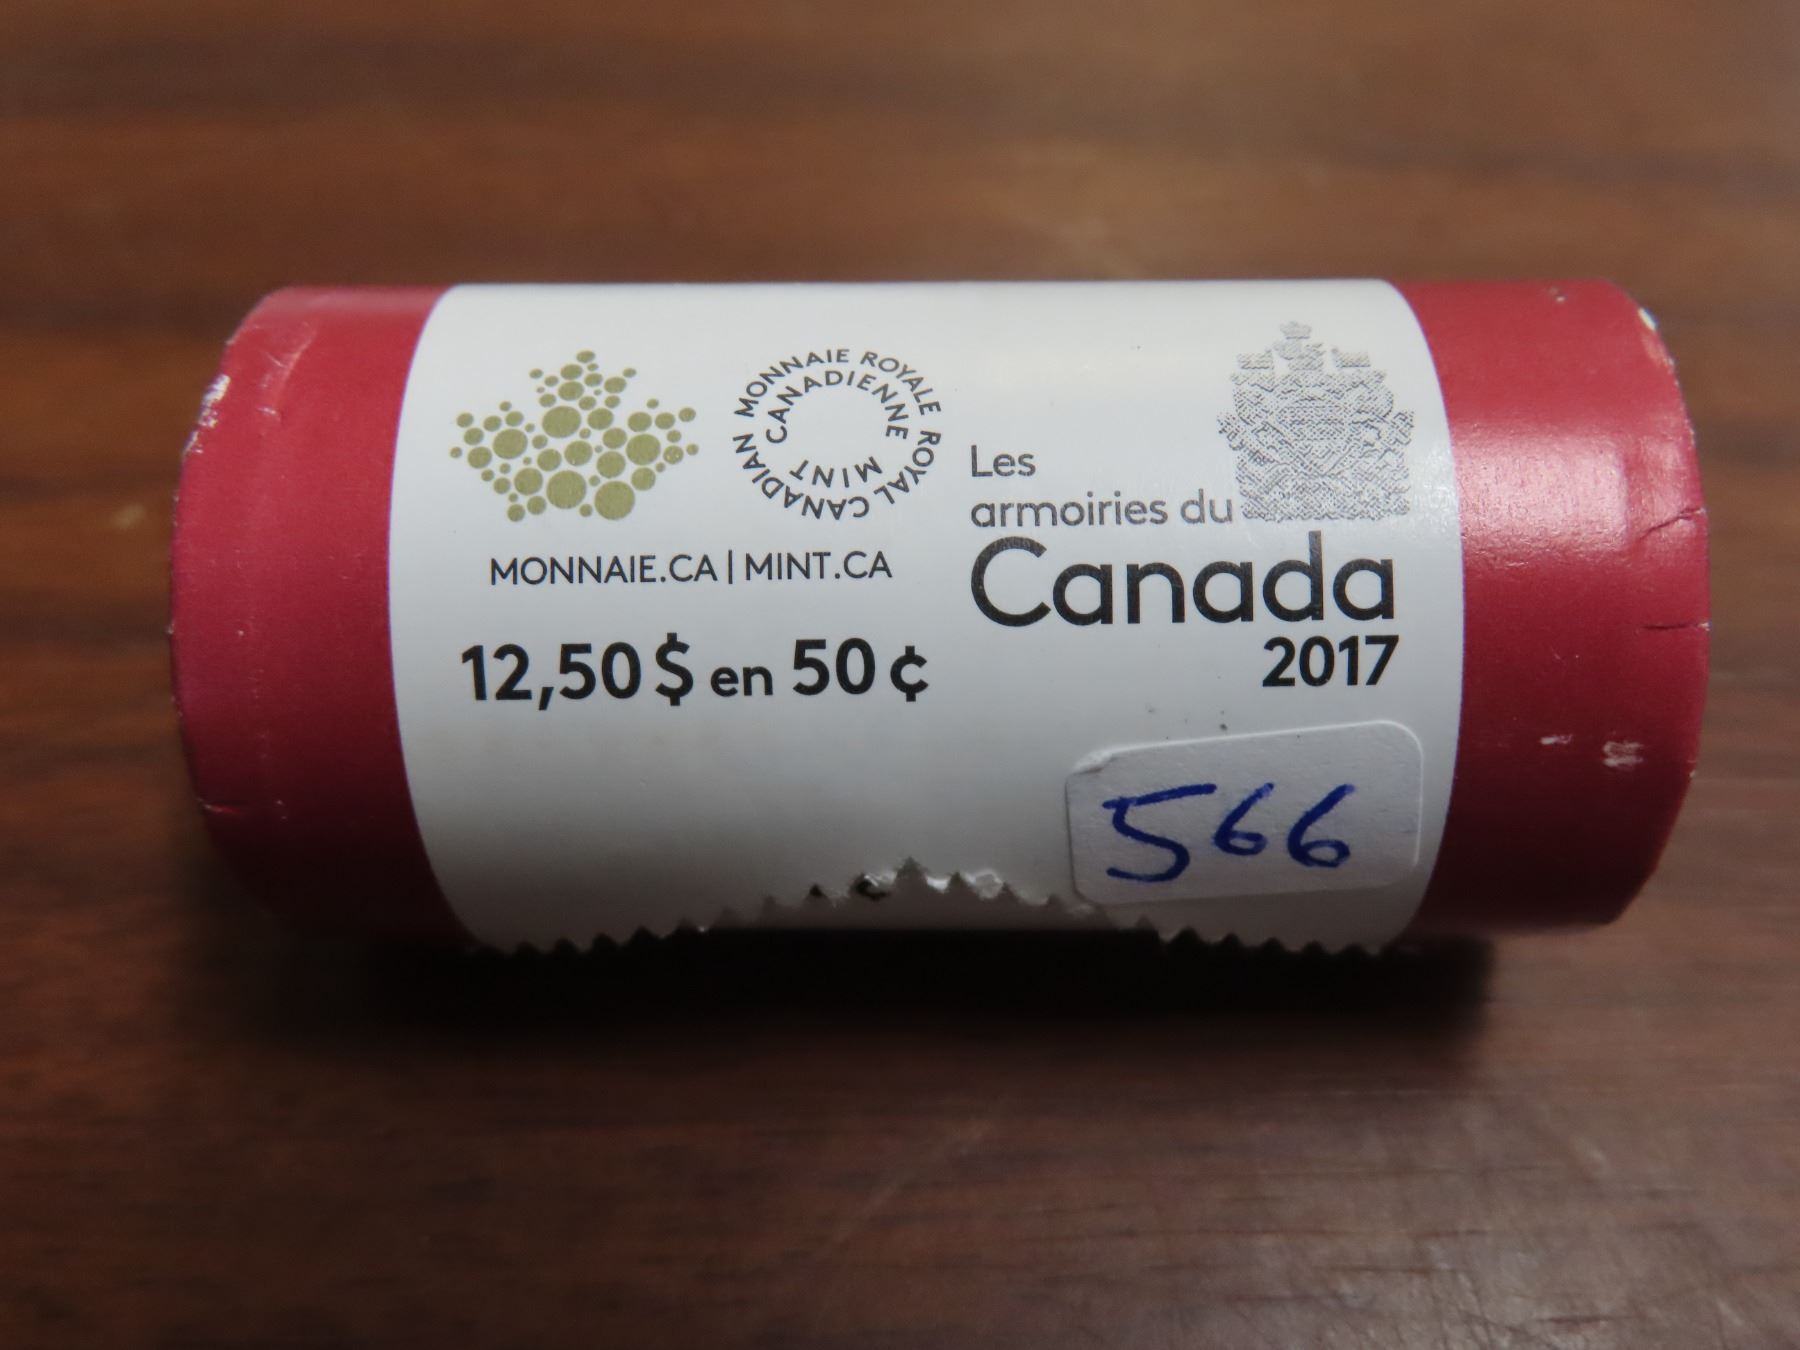 MONNAIE ROYALE CANADIENNE
ROYAL CANADIAN MINT
MONNAIE.CA | MINT.CA
12,50 $ en 50 ¢
Les
armoiries du
Canada
2017
566